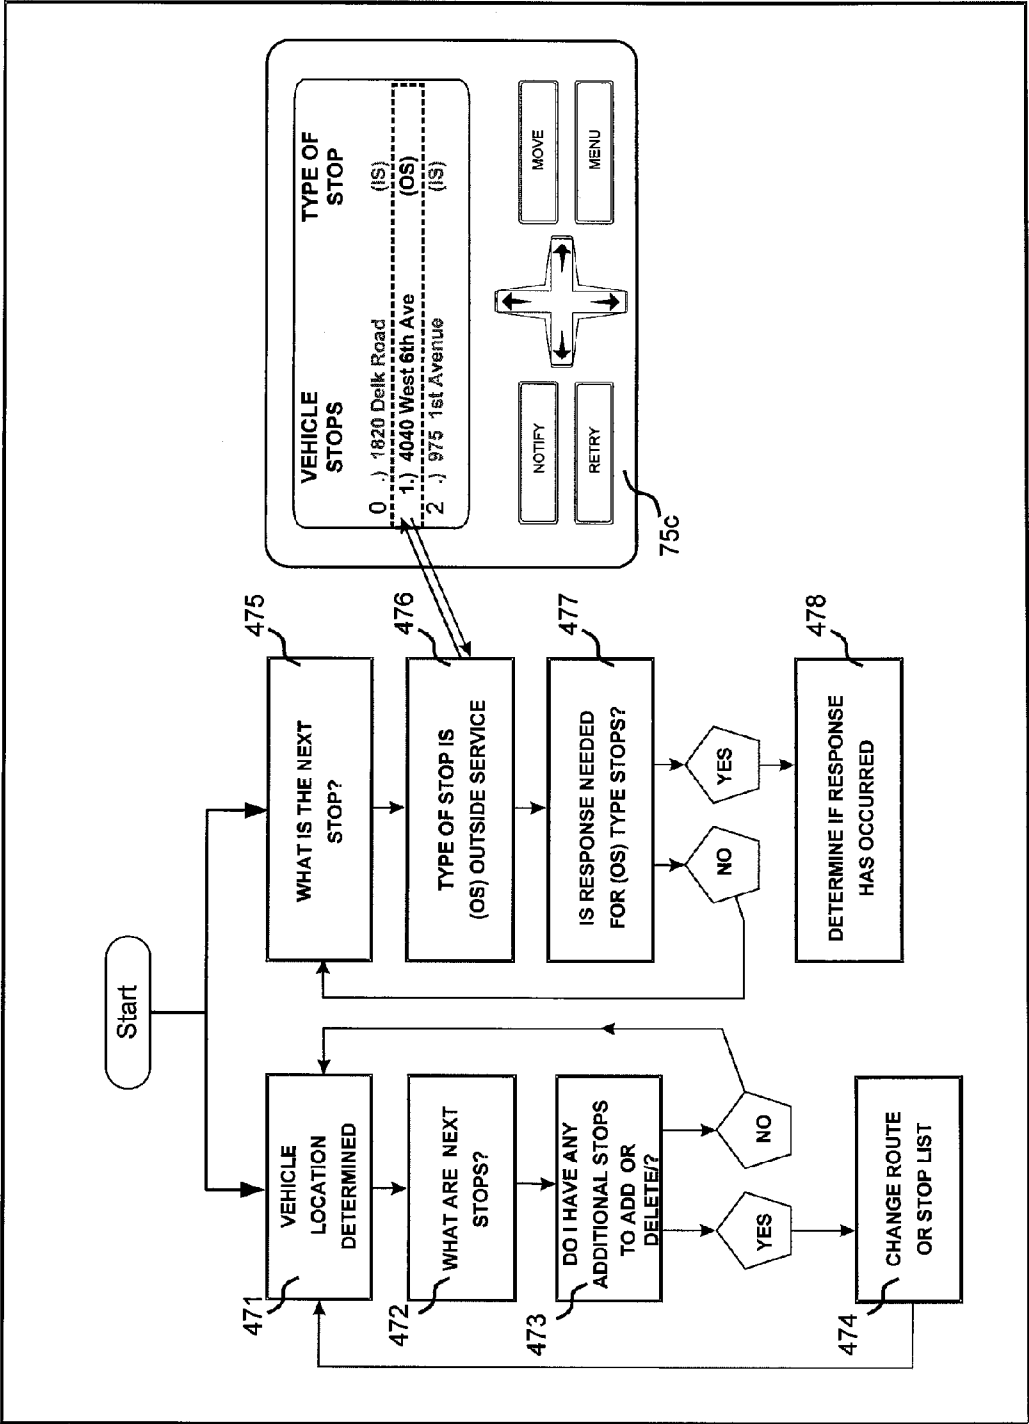 Start
471
VEHICLE
LOCATION
DETERMINED
472
WHAT ARE NEXT
STOPS?
473
DO I HAVE ANY
ADDITIONAL STOPS
TO ADD OR
DELETE/?
YES
NO
474
CHANGE ROUTE
OR STOP LIST
475
WHAT IS THE NEXT
STOP?
476
TYPE OF STOP IS
(OS) OUTSIDE SERVICE
477
IS RESPONSE NEEDED
FOR (OS) TYPE STOPS?
NO
YES
478
DETERMINE IF RESPONSE
HAS OCCURRED
VEHICLE
STOPS
TYPE OF
STOP
0 .) 1820 Delk Road (IS)
1.) 4040 West 6th Ave (OS)
2 .) 975 1st Avenue (IS)
NOTIFY
MOVE
RETRY
MENU
75c